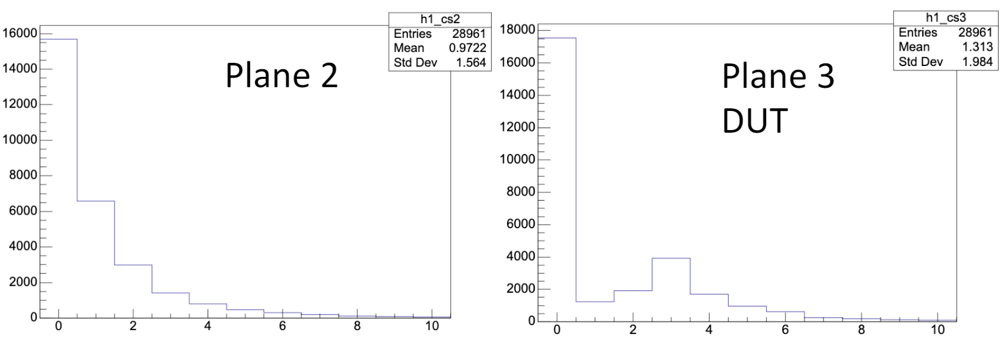 h1_cs2
Entries 28961
Mean 0.9722
Std Dev 1.564
Plane 2
16000
14000
12000
10000
8000
6000
4000
2000
0
0 2 4 6 8 10
h1_cs3
Entries 28961
Mean 1.313
Std Dev 1.984
Plane 3
DUT
18000
16000
14000
12000
10000
8000
6000
4000
2000
0
0 2 4 6 8 10